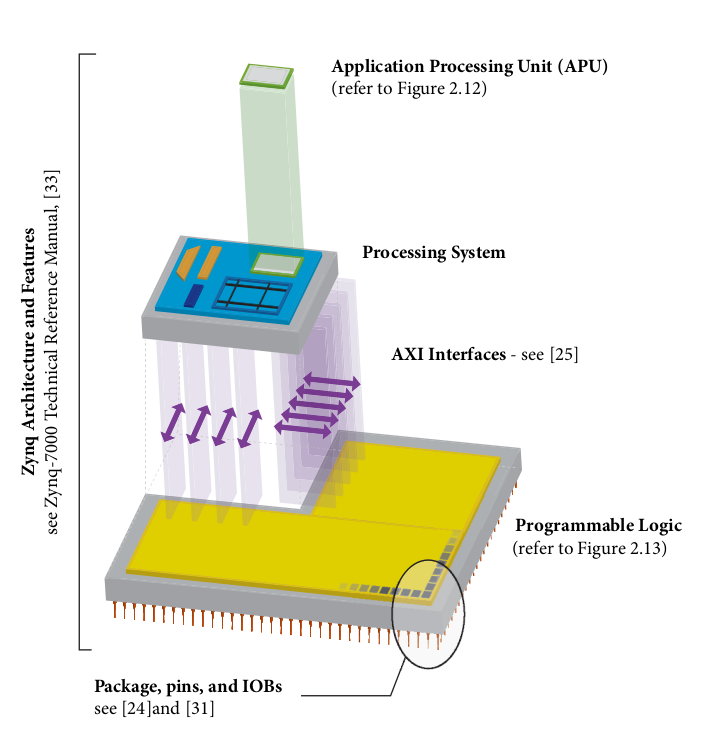 Application Processing Unit (APU)
(refer to Figure 2.12)
Zynq Architecture and Features
see Zynq-7000 Technical Reference Manual, [33]
Processing System
AXI Interfaces - see [25]
Programmable Logic
(refer to Figure 2.13)
Package, pins, and IOBs
see [24]and [31]